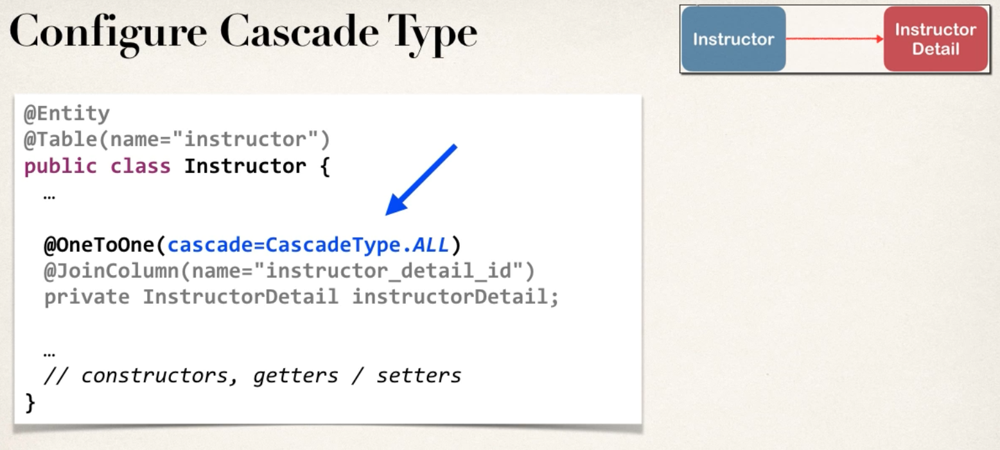 Configure Cascade Type
Instructor
Instructor
Detail
@Entity
@Table(name="instructor")
public class Instructor {
…
@OneToOne(cascade=CascadeType.ALL)
@JoinColumn(name="instructor_detail_id")
private InstructorDetail instructorDetail;
…
// constructors, getters / setters
}